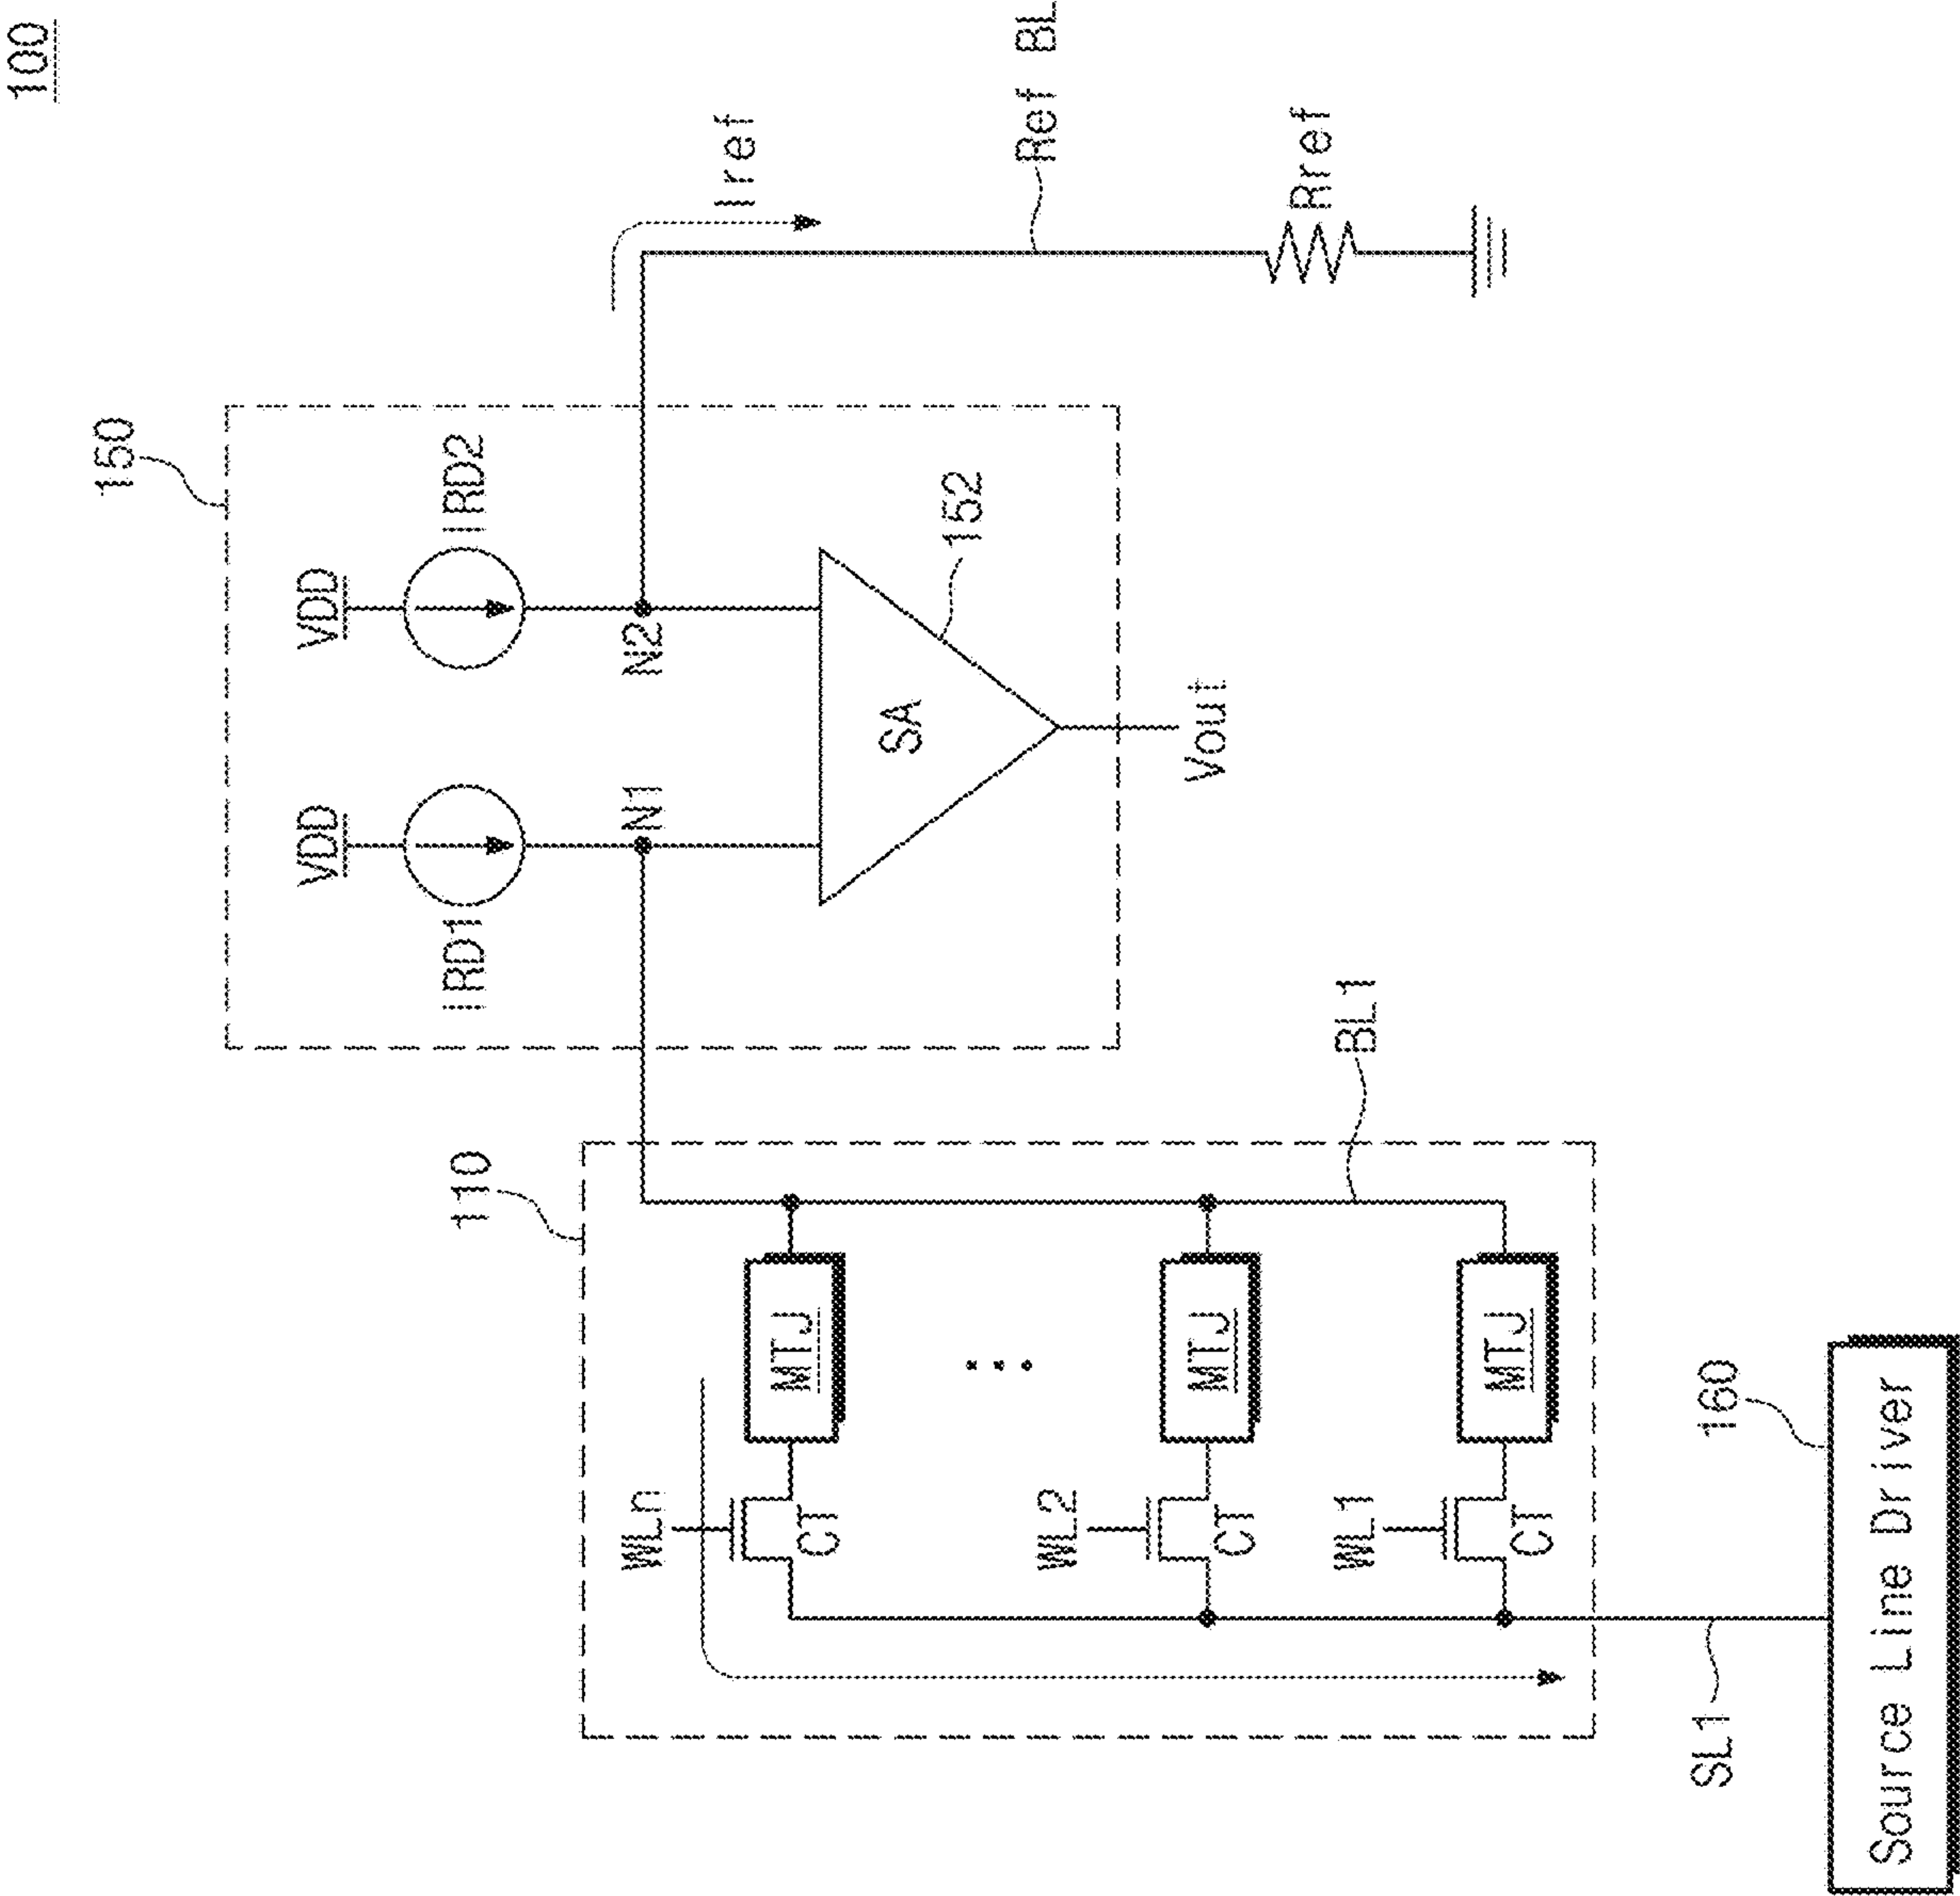 100
150
VDD
VDD
IRD1
IRD2
N1
N2
Iref
SA
152
Vout
Ref BL
Rref
110
WLn
MTJ
CT
WL2
MTJ
CT
WL1
MTJ
CT
BL1
SL1
160
Source Line Driver